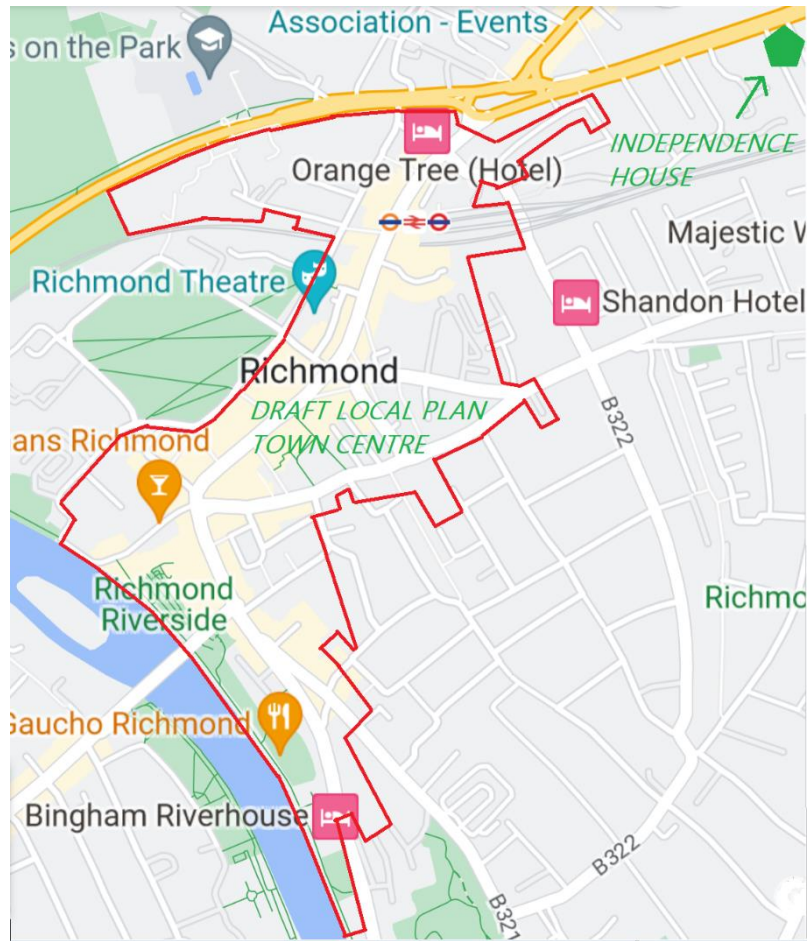 Association - Events
s on the Park
INDEPENDENCE
HOUSE
Orange Tree (Hotel)
Majestic W
Richmond Theatre
Shandon Hotel
Richmond
DRAFT LOCAL PLAN
TOWN CENTRE
B322
ans Richmond
Richmond
Riverside
Richmo
Gaucho Richmond
Bingham Riverhouse
B322
B321